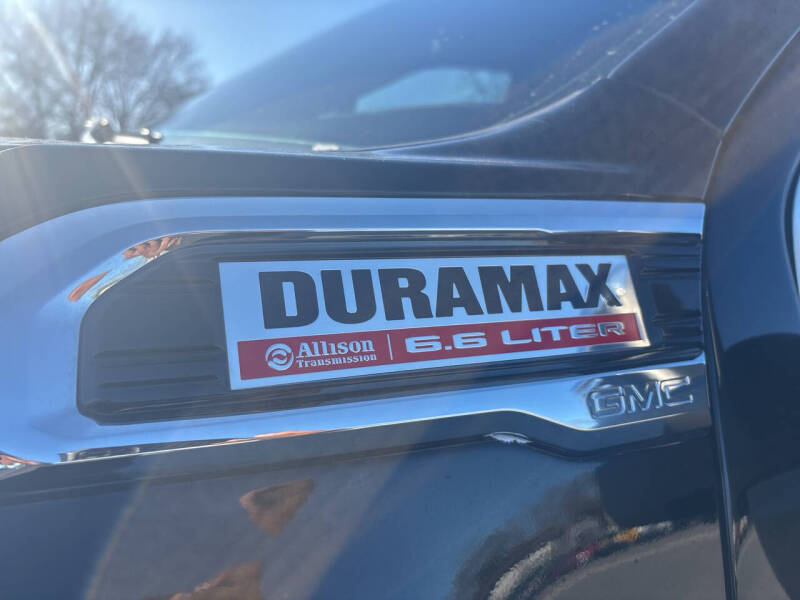 DURAMAX
Allison Transmission | 6.6 LITER
GMC